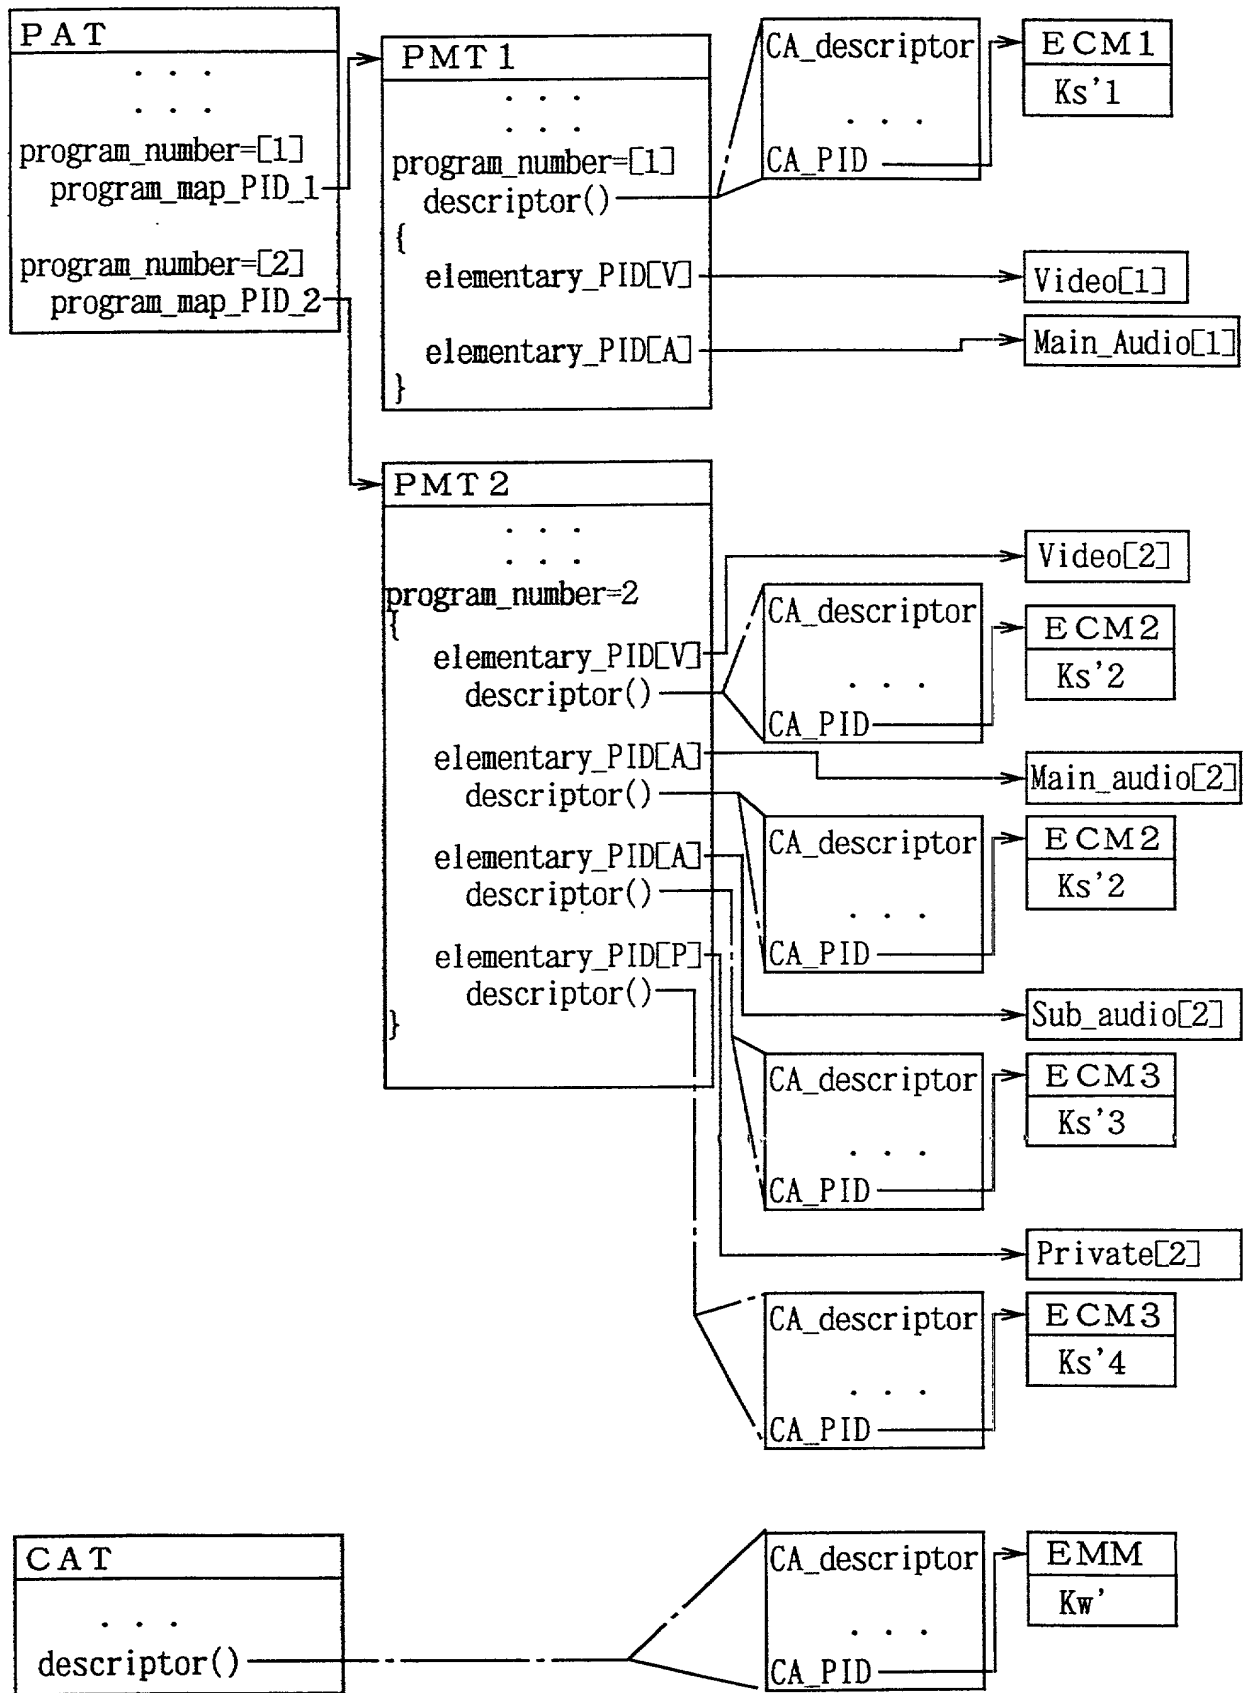 PAT
. . .
. . .
program_number=[1]
program_map_PID_1
program_number=[2]
program_map_PID_2
PMT1
. . .
. . .
program_number=[1]
descriptor()
{
elementary_PID[V]
elementary_PID[A]
}
CA_descriptor
. . .
CA_PID
ECM1
Ks'1
Video[1]
Main_Audio[1]
PMT2
. . .
. . .
program_number=2
{
elementary_PID[V]
descriptor()
elementary_PID[A]
descriptor()
elementary_PID[A]
descriptor()
elementary_PID[P]
descriptor()
}
Video[2]
CA_descriptor
. . .
CA_PID
ECM2
Ks'2
Main_audio[2]
CA_descriptor
. . .
CA_PID
ECM2
Ks'2
Sub_audio[2]
CA_descriptor
. . .
CA_PID
ECM3
Ks'3
Private[2]
CA_descriptor
. . .
CA_PID
ECM3
Ks'4
CAT
. . .
descriptor()
CA_descriptor
. . .
CA_PID
EMM
Kw'